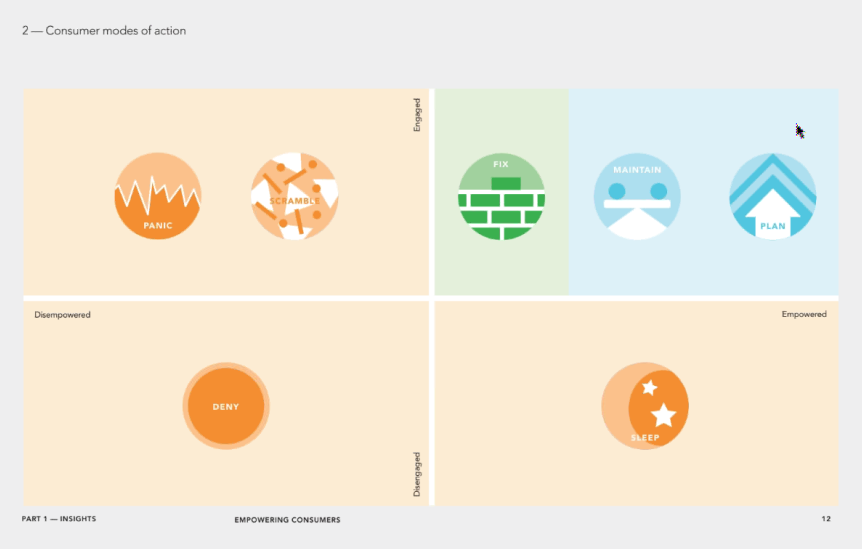 2 — Consumer modes of action
Engaged
PANIC
SCRAMBLE
FIX
MAINTAIN
PLAN
Disempowered
Empowered
DENY
SLEEP
Disengaged
PART 1 — INSIGHTS
EMPOWERING CONSUMERS
12